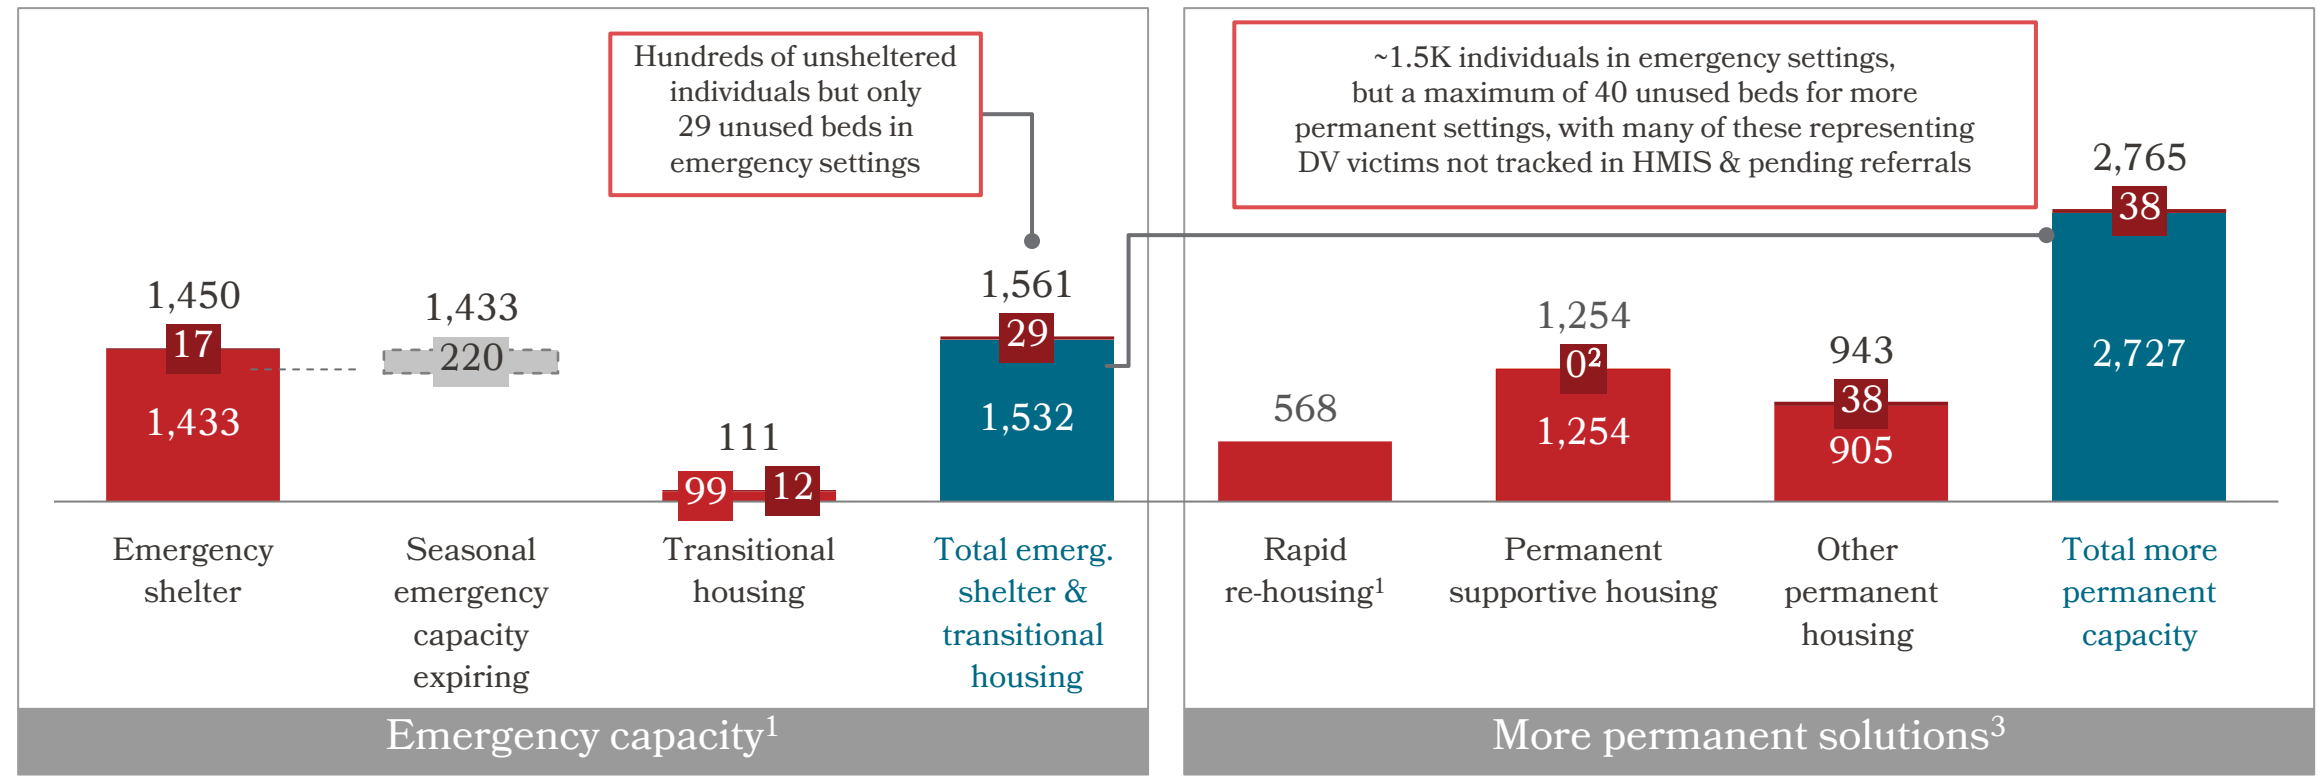 Hundreds of unsheltered
individuals but only
29 unused beds in
emergency settings
~1.5K individuals in emergency settings,
but a maximum of 40 unused beds for more
permanent settings, with many of these representing
DV victims not tracked in HMIS & pending referrals
1,450
17
1,433
1,433
220
111
99
12
1,561
29
1,532
568
1,254
0²
1,254
943
38
905
2,765
38
2,727
Emergency
shelter
Seasonal
emergency
capacity
expiring
Transitional
housing
Total emerg.
shelter &
transitional
housing
Rapid
re-housing¹
Permanent
supportive housing
Other
permanent
housing
Total more
permanent
capacity
Emergency capacity¹
More permanent solutions³